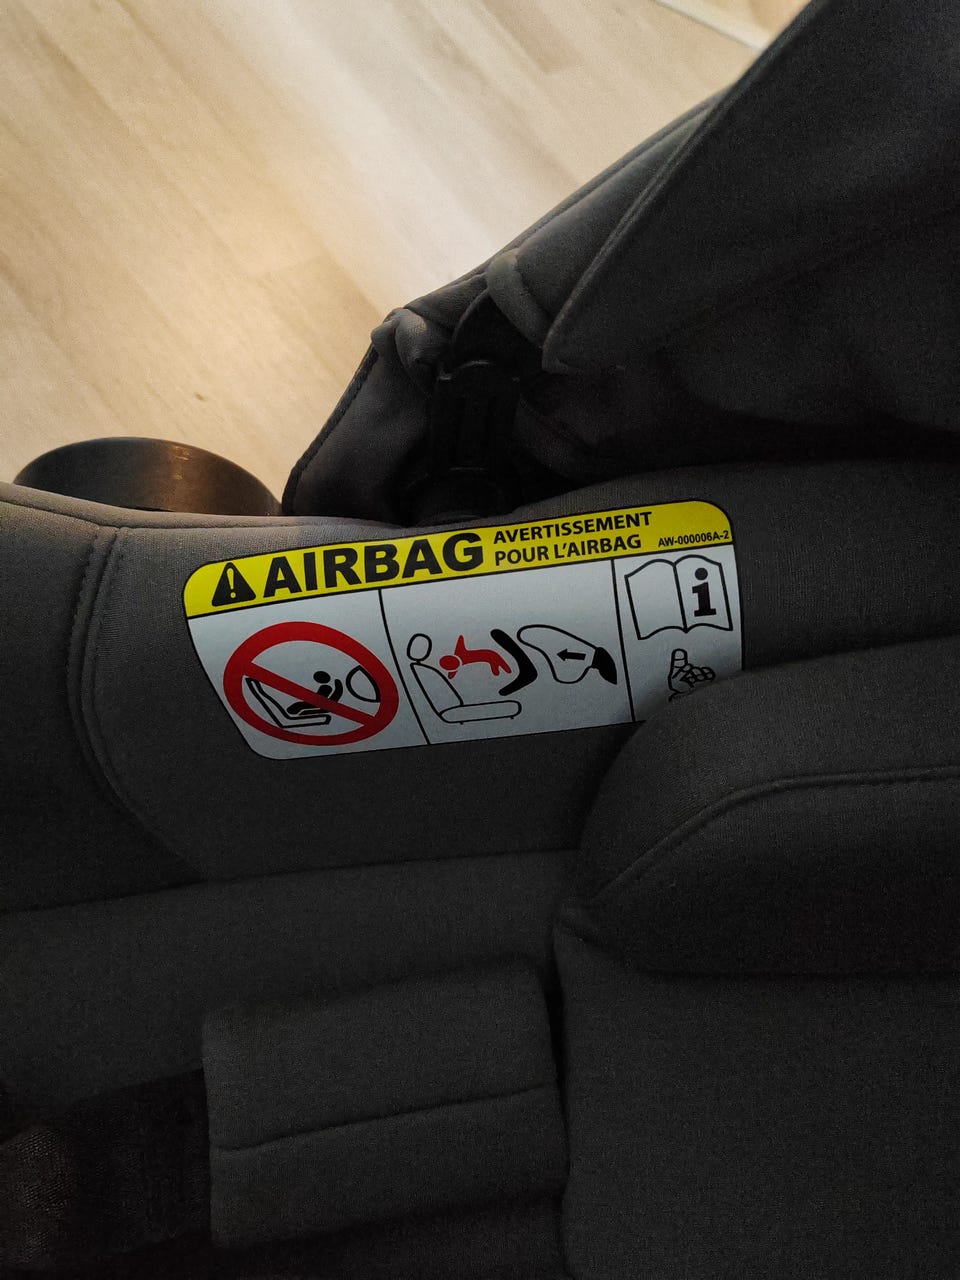 AIRBAG
AVERTISSEMENT
POUR L'AIRBAG
AW-000006A-2
i